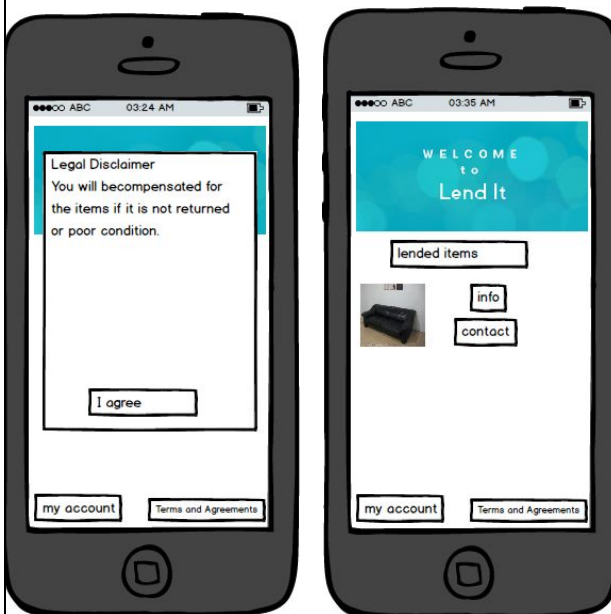 ABC 03:24 AM
Legal Disclaimer
You will becompensated for
the items if it is not returned
or poor condition.
I agree
my account
Terms and Agreements
ABC 03:35 AM
WELCOME
to
Lend It
lended items
info
contact
my account
Terms and Agreements